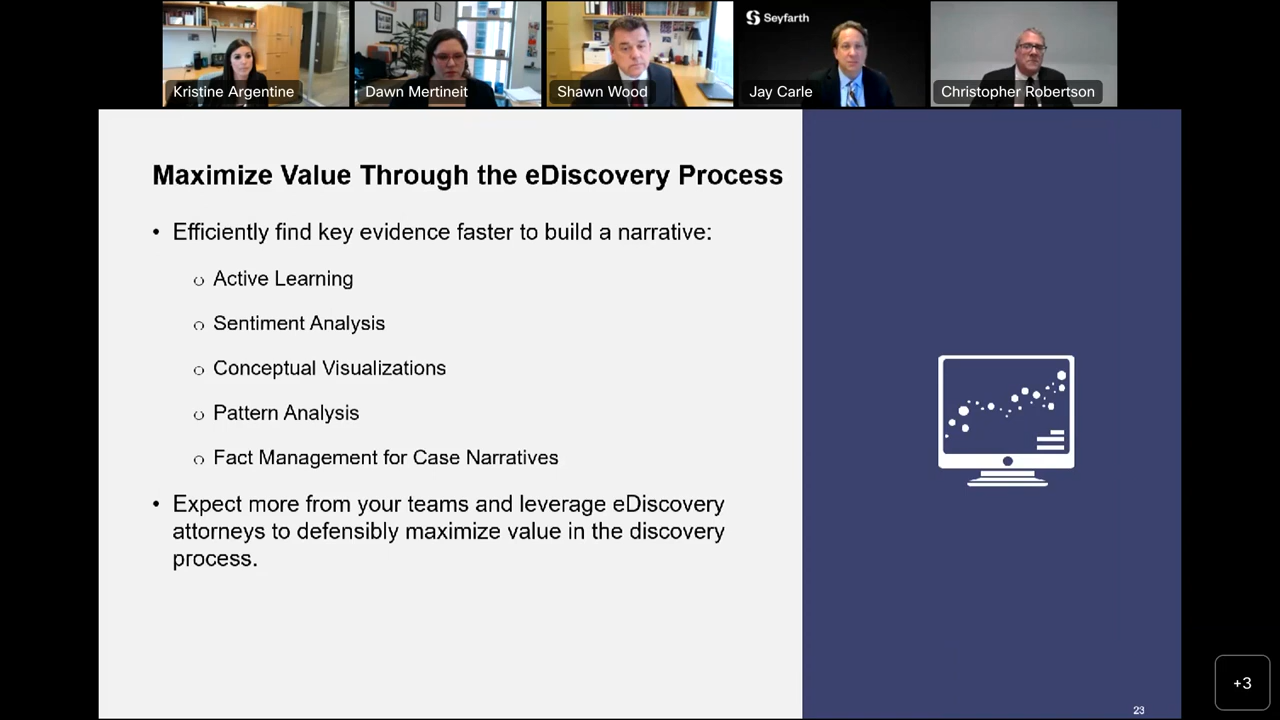 Seyfarth
Kristine Argentine
Dawn Mertineit
Shawn Wood
Jay Carle
Christopher Robertson
Maximize Value Through the eDiscovery Process
• Efficiently find key evidence faster to build a narrative:
o Active Learning
o Sentiment Analysis
o Conceptual Visualizations
o Pattern Analysis
o Fact Management for Case Narratives
• Expect more from your teams and leverage eDiscovery
attorneys to defensibly maximize value in the discovery
process.
+3
23